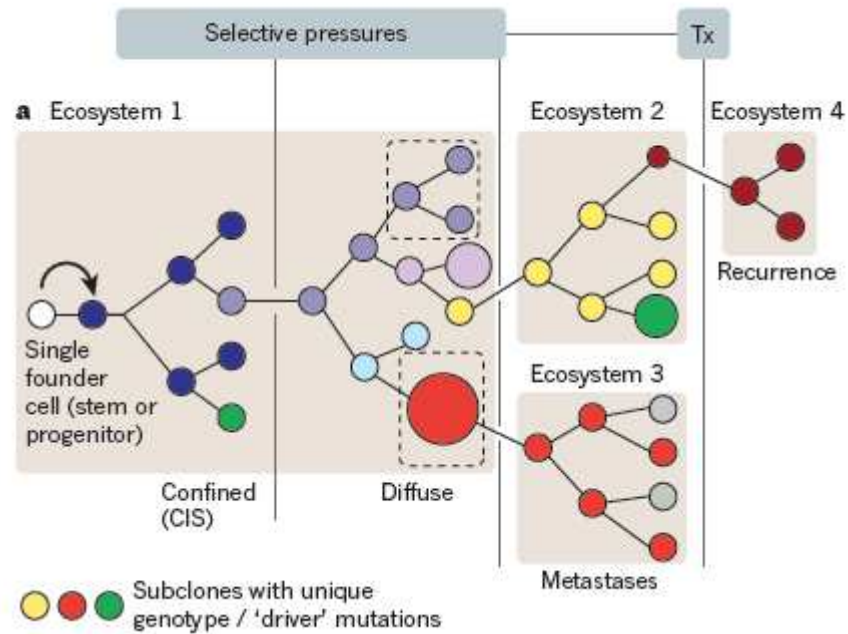 Selective pressures
Tx
a Ecosystem 1
Ecosystem 2
Ecosystem 4
Single
founder
cell (stem or
progenitor)
Recurrence
Ecosystem 3
Confined
(CIS)
Diffuse
Metastases
Subclones with unique
genotype / ‘driver’ mutations